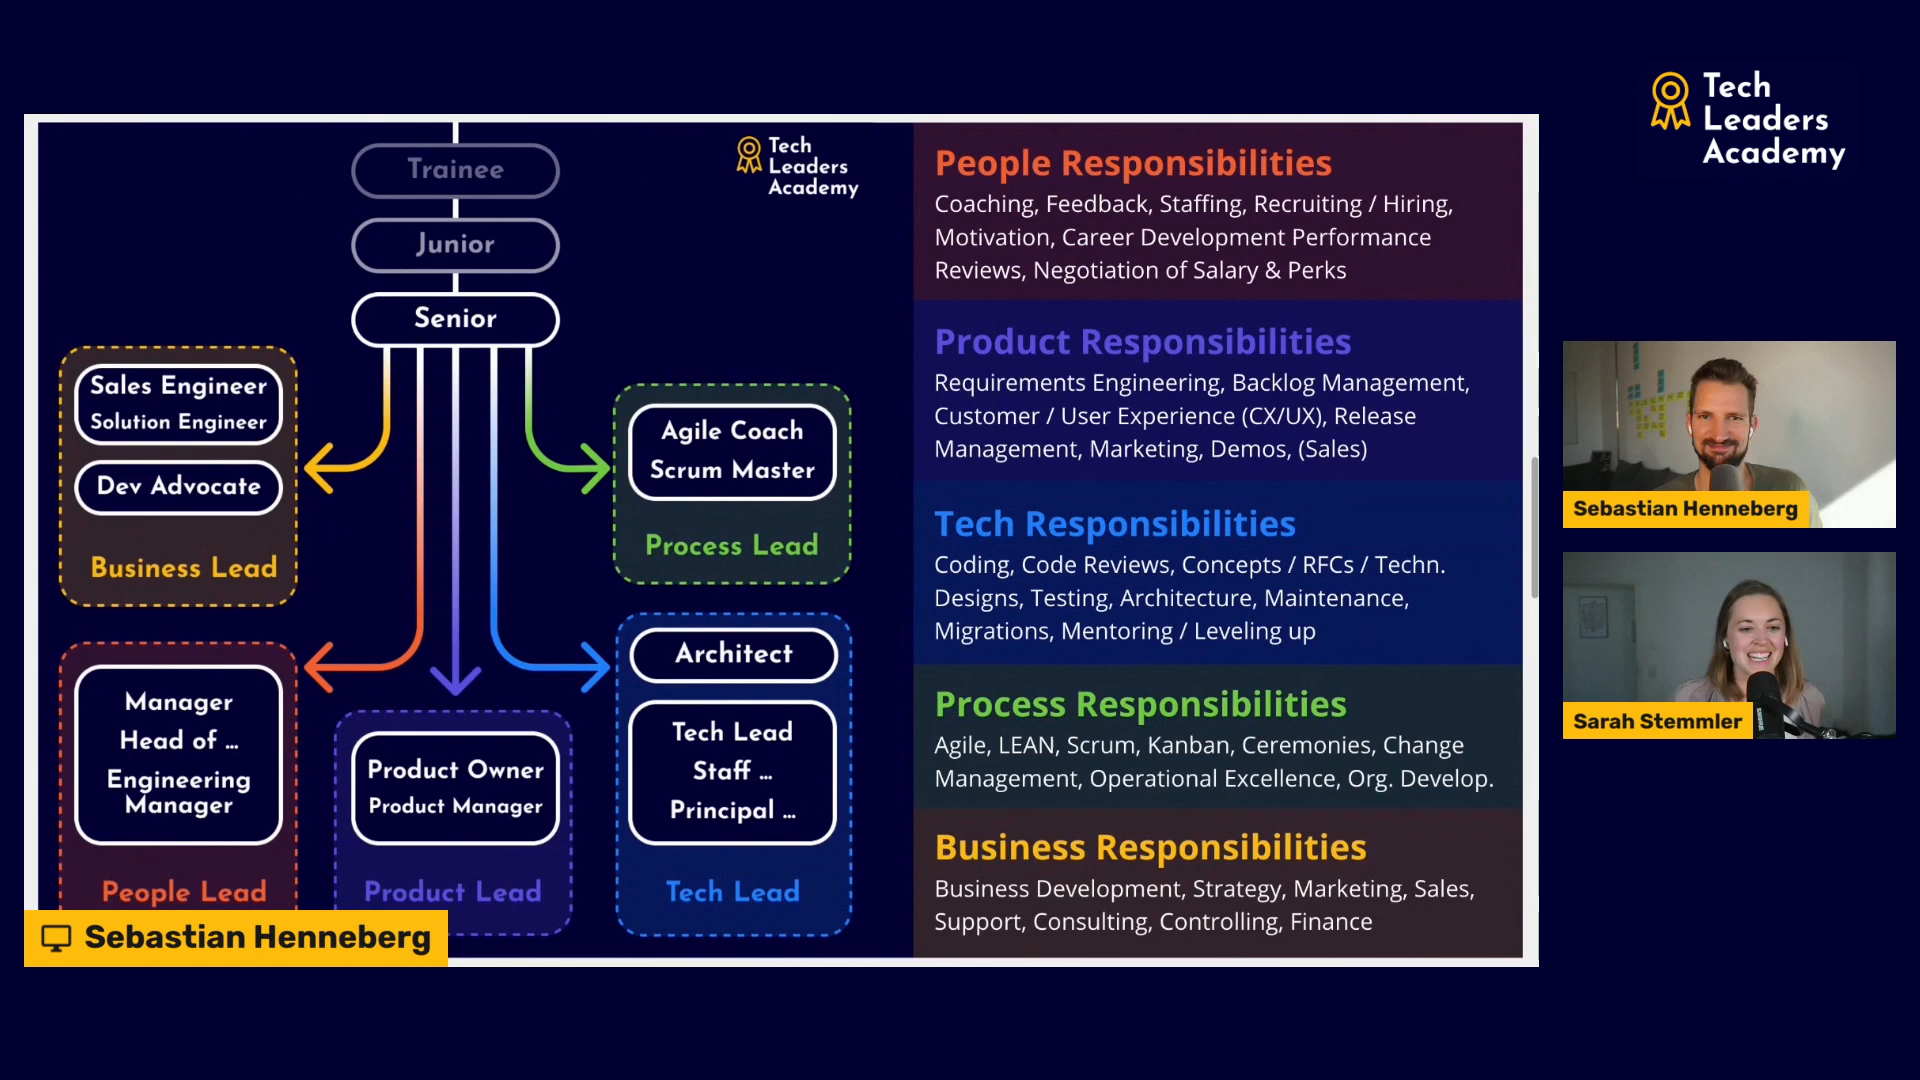 Tech
Leaders
Academy
Trainee
Junior
Senior
Tech
Leaders
Academy
Sales Engineer
Solution Engineer
Dev Advocate
Business Lead
Agile Coach
Scrum Master
Process Lead
Manager
Head of ...
Engineering
Manager
People Lead
Product Owner
Product Manager
Product Lead
Architect
Tech Lead
Staff ...
Principal ...
Tech Lead
People Responsibilities
Coaching, Feedback, Staffing, Recruiting / Hiring,
Motivation, Career Development Performance
Reviews, Negotiation of Salary & Perks
Product Responsibilities
Requirements Engineering, Backlog Management,
Customer / User Experience (CX/UX), Release
Management, Marketing, Demos, (Sales)
Tech Responsibilities
Coding, Code Reviews, Concepts / RFCs / Techn.
Designs, Testing, Architecture, Maintenance,
Migrations, Mentoring / Leveling up
Process Responsibilities
Agile, LEAN, Scrum, Kanban, Ceremonies, Change
Management, Operational Excellence, Org. Develop.
Business Responsibilities
Business Development, Strategy, Marketing, Sales,
Support, Consulting, Controlling, Finance
Sebastian Henneberg
Sebastian Henneberg
Sarah Stemmler